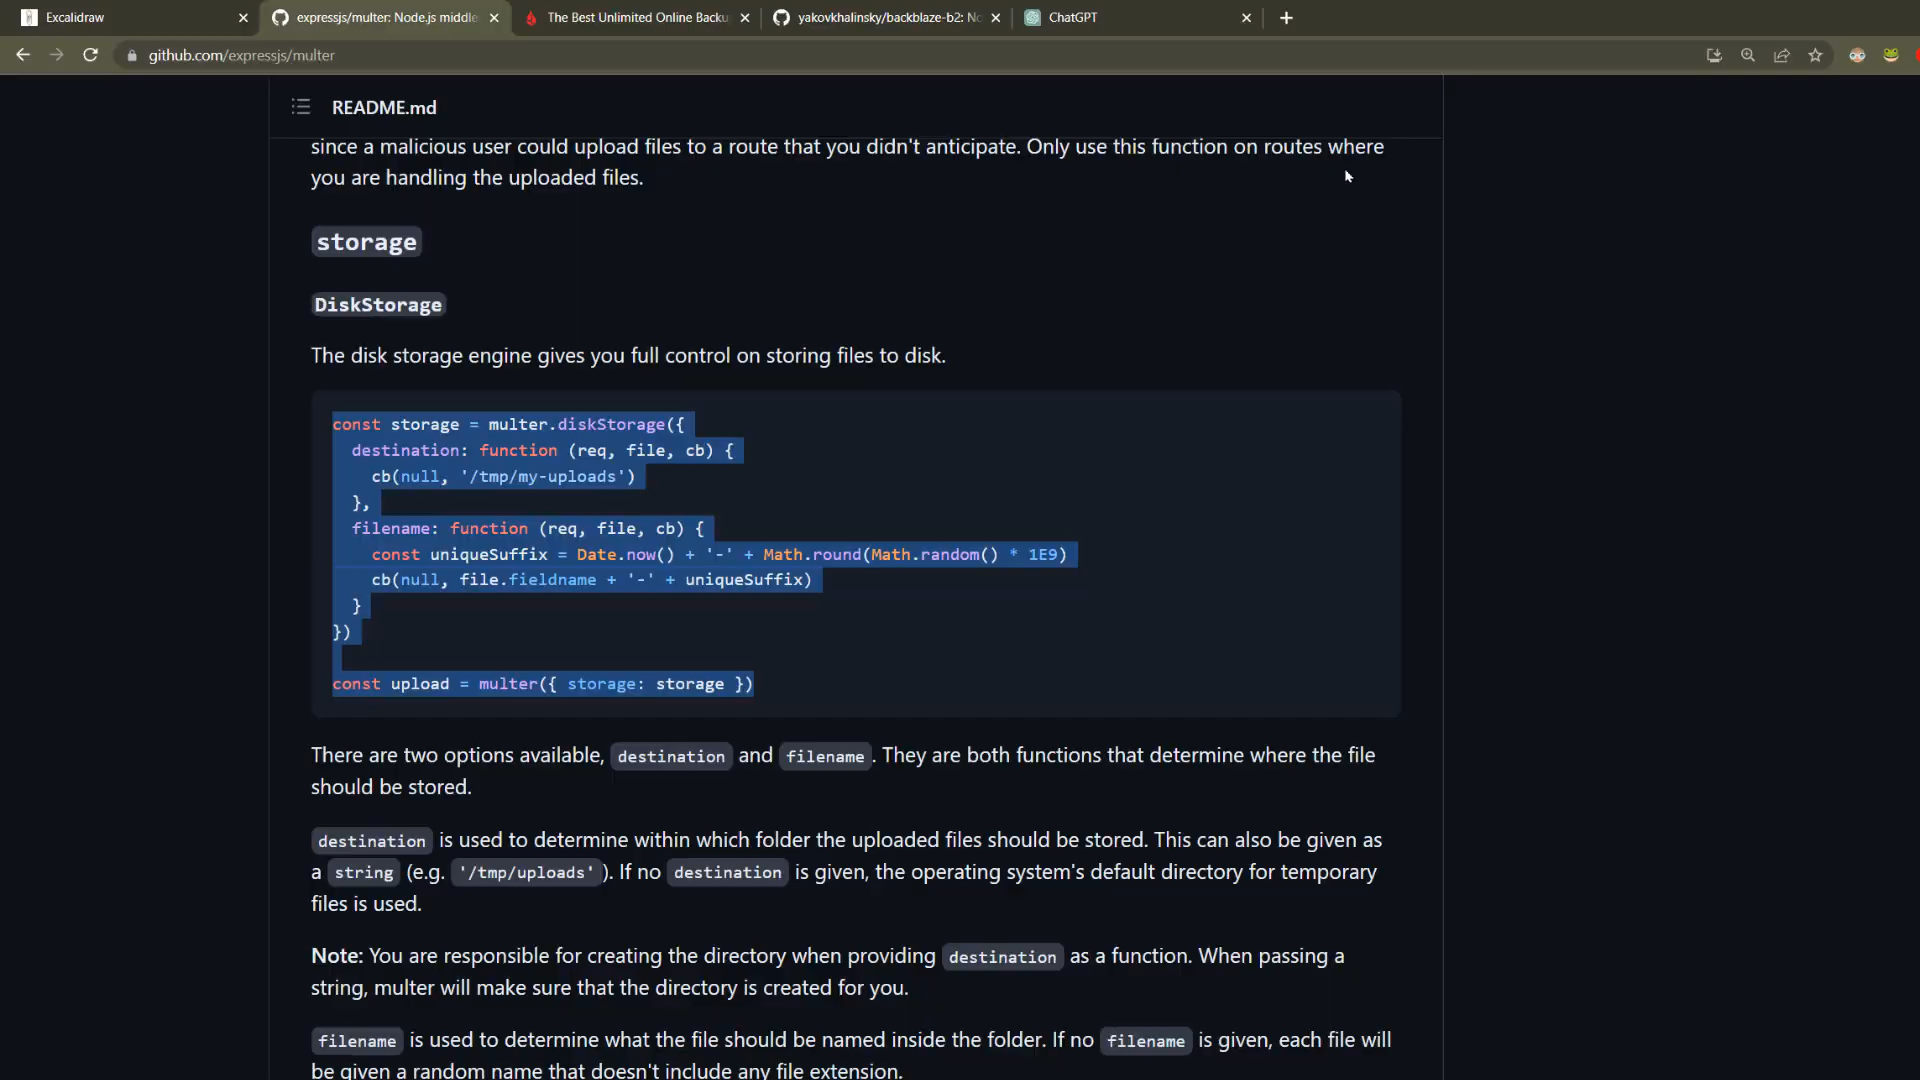 Excalidraw
expressjs/multer: Node.js middle
The Best Unlimited Online Backu
yakovkhalinsky/backblaze-b2: No
ChatGPT
github.com/expressjs/multer
README.md
since a malicious user could upload files to a route that you didn't anticipate. Only use this function on routes where
you are handling the uploaded files.
storage
DiskStorage
The disk storage engine gives you full control on storing files to disk.
const storage = multer.diskStorage({
  destination: function (req, file, cb) {
    cb(null, '/tmp/my-uploads')
  },
  filename: function (req, file, cb) {
    const uniqueSuffix = Date.now() + '-' + Math.round(Math.random() * 1E9)
    cb(null, file.fieldname + '-' + uniqueSuffix)
  }
})
const upload = multer({ storage: storage })
There are two options available, destination and filename. They are both functions that determine where the file
should be stored.
destination is used to determine within which folder the uploaded files should be stored. This can also be given as
a string (e.g. '/tmp/uploads'). If no destination is given, the operating system's default directory for temporary
files is used.
Note: You are responsible for creating the directory when providing destination as a function. When passing a
string, multer will make sure that the directory is created for you.
filename is used to determine what the file should be named inside the folder. If no filename is given, each file will
be given a random name that doesn't include any file extension.